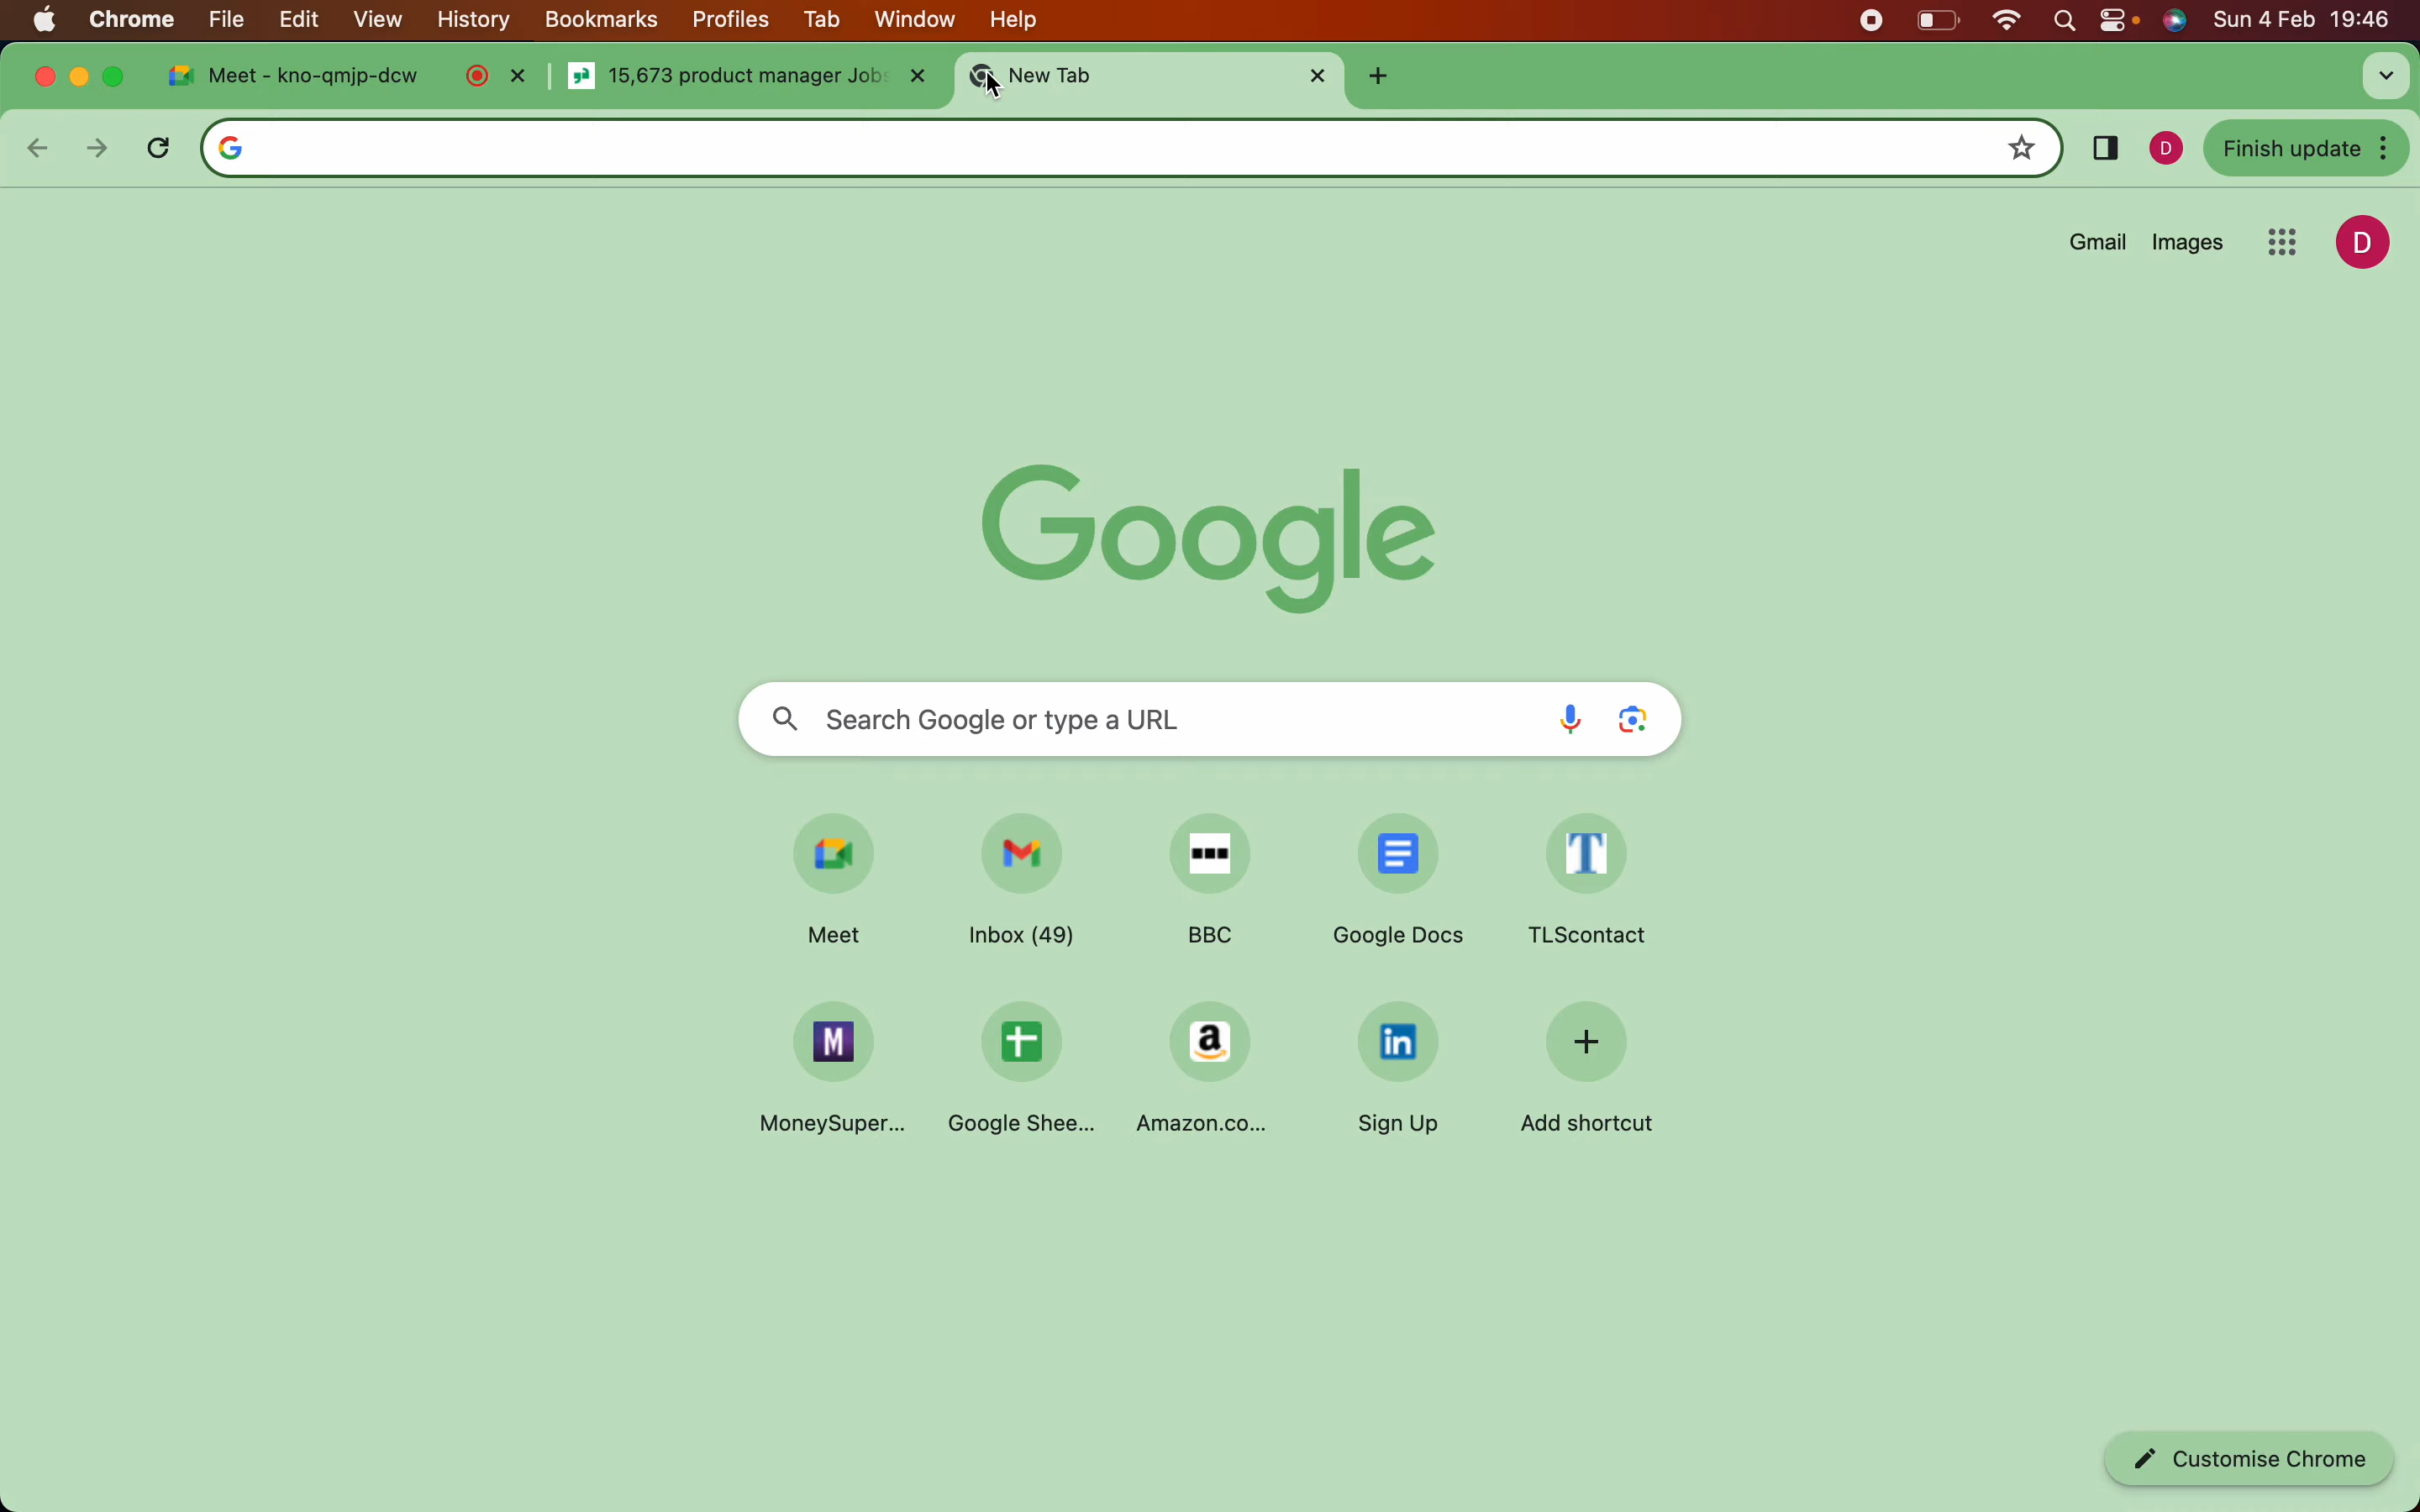 Chrome File Edit View History Bookmarks Profiles Tab Window Help Sun 4 Feb 19:46
Meet - kno-qmjp-dcw 15,673 product manager Jobs New Tab
Finish update
D
Gmail Images D
Google
Search Google or type a URL
Meet Inbox (49) BBC Google Docs TLScontact
MoneySuper... Google Shee... Amazon.co... Sign Up Add shortcut
Customise Chrome